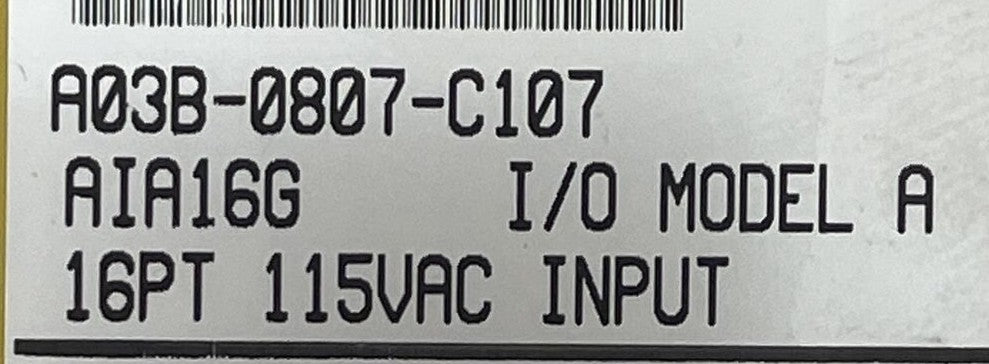 A03B-0807-C107
AIA16G I/O MODEL A
16PT 115VAC INPUT